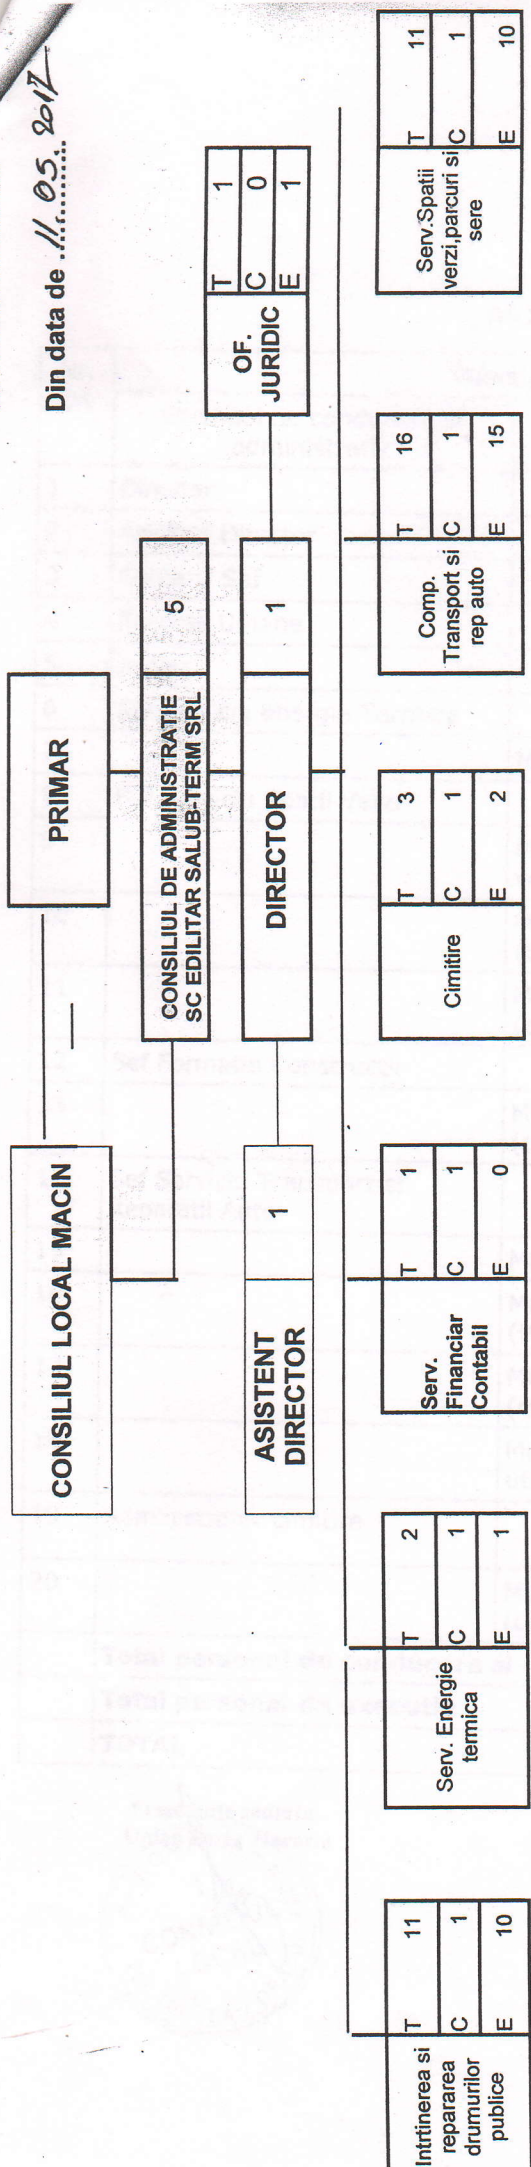 Din data de 11.05.2017
CONSILIUL LOCAL MACIN
PRIMAR
CONSILIUL DE ADMINISTRATIE
SC EDILITAR SALUB-TERM SRL
5
ASISTENT
DIRECTOR
1
DIRECTOR
1
OF.
JURIDIC
T 1
C 0
E 1
Intrtinerea si
repararea
drumurilor
publice
T 11
C 1
E 10
Serv. Energie
termica
T 2
C 1
E 1
Serv.
Financiar
Contabil
T 1
C 1
E 0
Cimitire
T 3
C 1
E 2
Comp.
Transport si
rep auto
T 16
C 1
E 15
Serv.Spatii
verzi,parcuri si
sere
T 11
C 1
E 10